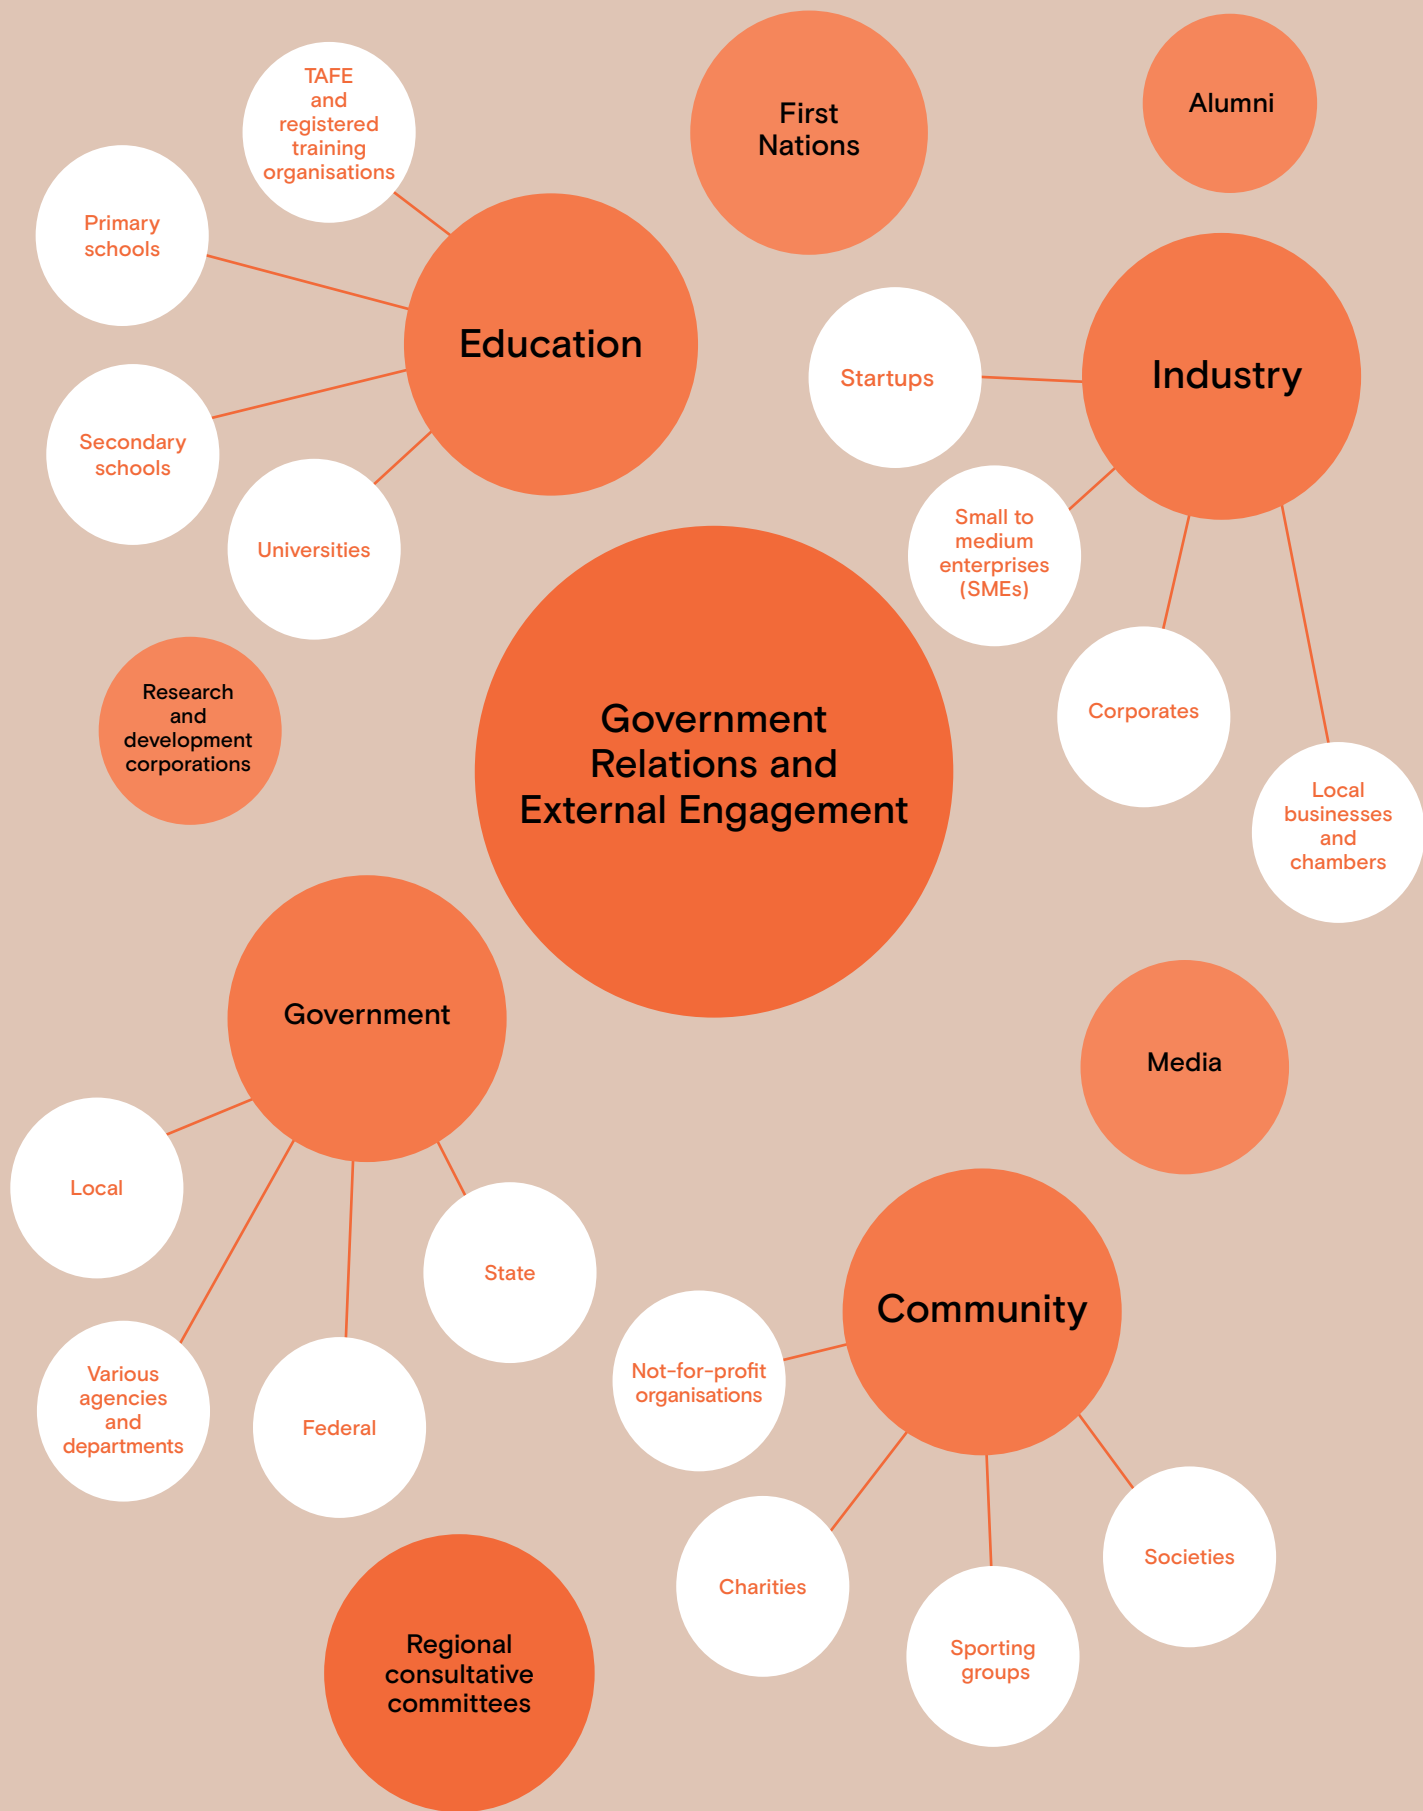 TAFE
and
registered
training
organisations
First
Nations
Alumni
Primary
schools
Education
Startups
Industry
Secondary
schools
Universities
Small to
medium
enterprises
(SMEs)
Research
and
development
corporations
Government
Relations and
External Engagement
Corporates
Local
businesses
and
chambers
Government
Media
Local
State
Various
agencies
and
departments
Federal
Community
Not-for-profit
organisations
Charities
Sporting
groups
Societies
Regional
consultative
committees